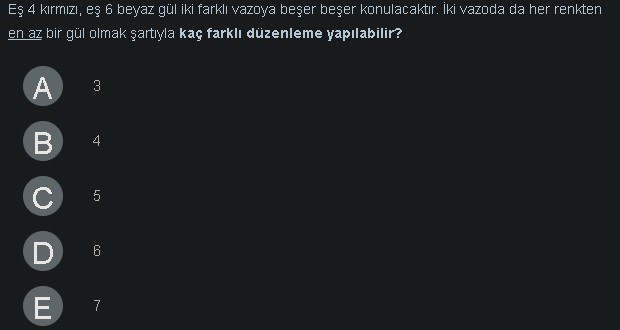 Eş 4 kırmızı, eş 6 beyaz gül iki farklı vazoya beşer beşer konulacaktır. İki vazoda da her renkten
en az bir gül olmak şartıyla kaç farklı düzenleme yapılabilir?
A 3
B 4
C 5
D 6
E 7